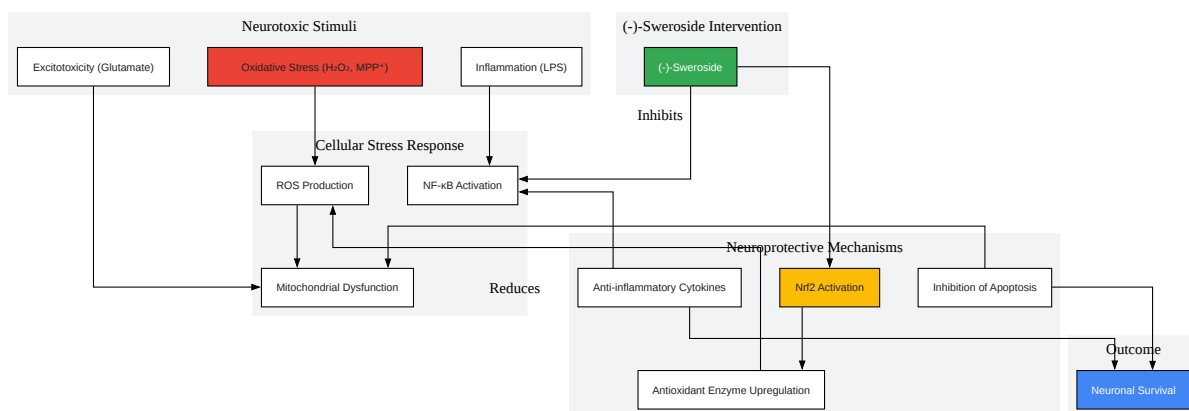 Neurotoxic Stimuli
(-)-Sweroside Intervention
Excitotoxicity (Glutamate)
Oxidative Stress (H₂O₂, MPP⁺)
Inflammation (LPS)
(-)-Sweroside
Inhibits
Cellular Stress Response
ROS Production
NF-κB Activation
Neuroprotective Mechanisms
Mitochondrial Dysfunction
Reduces
Anti-inflammatory Cytokines
Nrf2 Activation
Inhibition of Apoptosis
Outcome
Antioxidant Enzyme Upregulation
Neuronal Survival